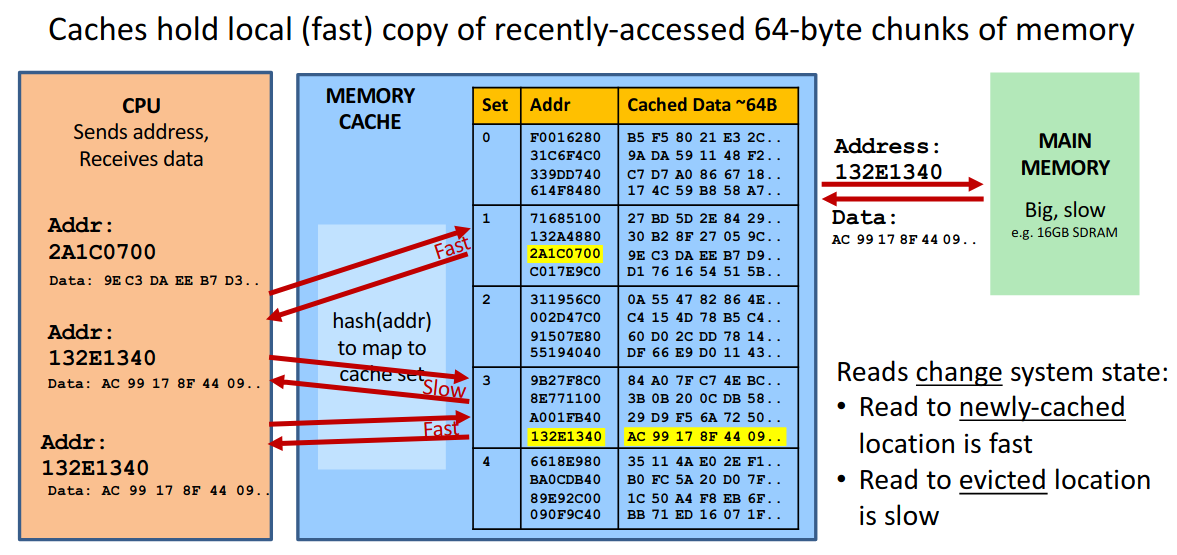 Caches hold local (fast) copy of recently-accessed 64-byte chunks of memory
CPU
Sends address,
Receives data
Addr:
2A1C0700
Data: 9E C3 DA EE B7 D3..
Addr:
132E1340
Data: AC 99 17 8F 44 09..
Addr:
132E1340
Data: AC 99 17 8F 44 09..
MEMORY
CACHE
hash(addr)
to map to
cache set
Fast
Slow
Fast
Set Addr Cached Data ~64B
0 F0016280 B5 F5 80 21 E3 2C..
31C6F4C0 9A DA 59 11 48 F2..
339DD740 C7 D7 A0 86 67 18..
614F8480 17 4C 59 B8 58 A7..
1 71685100 27 BD 5D 2E 84 29..
132A4880 30 B2 8F 27 05 9C..
2A1C0700 9E C3 DA EE B7 D9..
C017E9C0 D1 76 16 54 51 5B..
2 311956C0 0A 55 47 82 86 4E..
002D47C0 C4 15 4D 78 B5 C4..
91507E80 60 D0 2C DD 78 14..
55194040 DF 66 E9 D0 11 43..
3 9B27F8C0 84 A0 7F C7 4E BC..
8E771100 3B 0B 20 0C DB 58..
A001FB40 29 D9 F5 6A 72 50..
132E1340 AC 99 17 8F 44 09..
4 6618E980 35 11 4A E0 2E F1..
BA0CDB40 B0 FC 5A 20 D0 7F..
89E92C00 1C 50 A4 F8 EB 6F..
090F9C40 BB 71 ED 16 07 1F..
Address:
132E1340
Data:
AC 99 17 8F 44 09..
MAIN
MEMORY
Big, slow
e.g. 16GB SDRAM
Reads change system state:
• Read to newly-cached
location is fast
• Read to evicted location
is slow